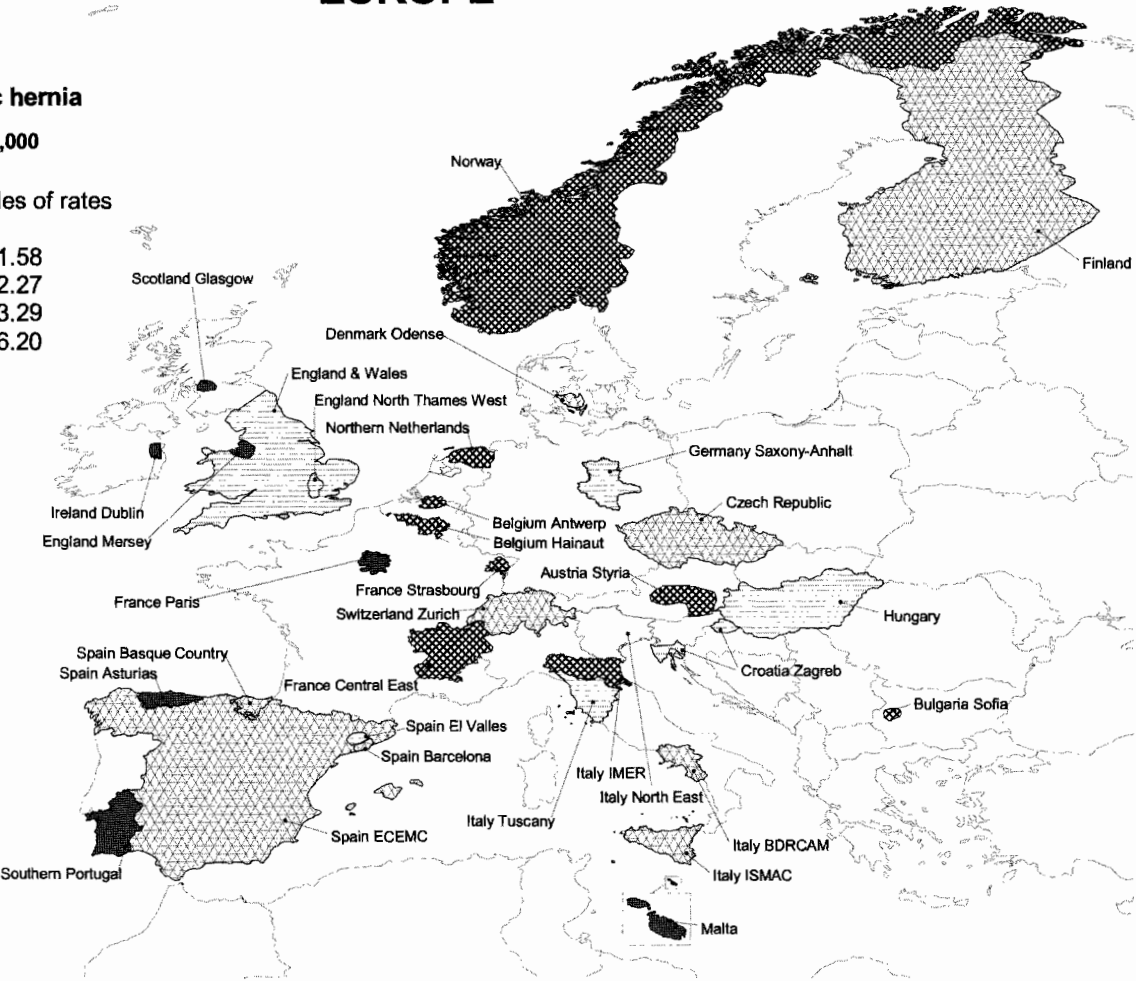 EUROPE
c hernia
,000
les of rates
1.58
2.27
3.29
6.20
Norway
Finland
Scotland Glasgow
Denmark Odense
England & Wales
England North Thames West
Northern Netherlands
Germany Saxony-Anhalt
Czech Republic
Ireland Dublin
Belgium Antwerp
England Mersey
Belgium Hainaut
Austria Styria
France Strasbourg
France Paris
Switzerland Zurich
Hungary
Spain Basque Country
Spain Asturias
Croatia Zagreb
France Central East
Bulgaria Sofia
Spain El Valles
Spain Barcelona
Italy IMER
Italy North East
Italy Tuscany
Spain ECEMC
Italy BDRCAM
Southern Portugal
Italy ISMAC
Malta